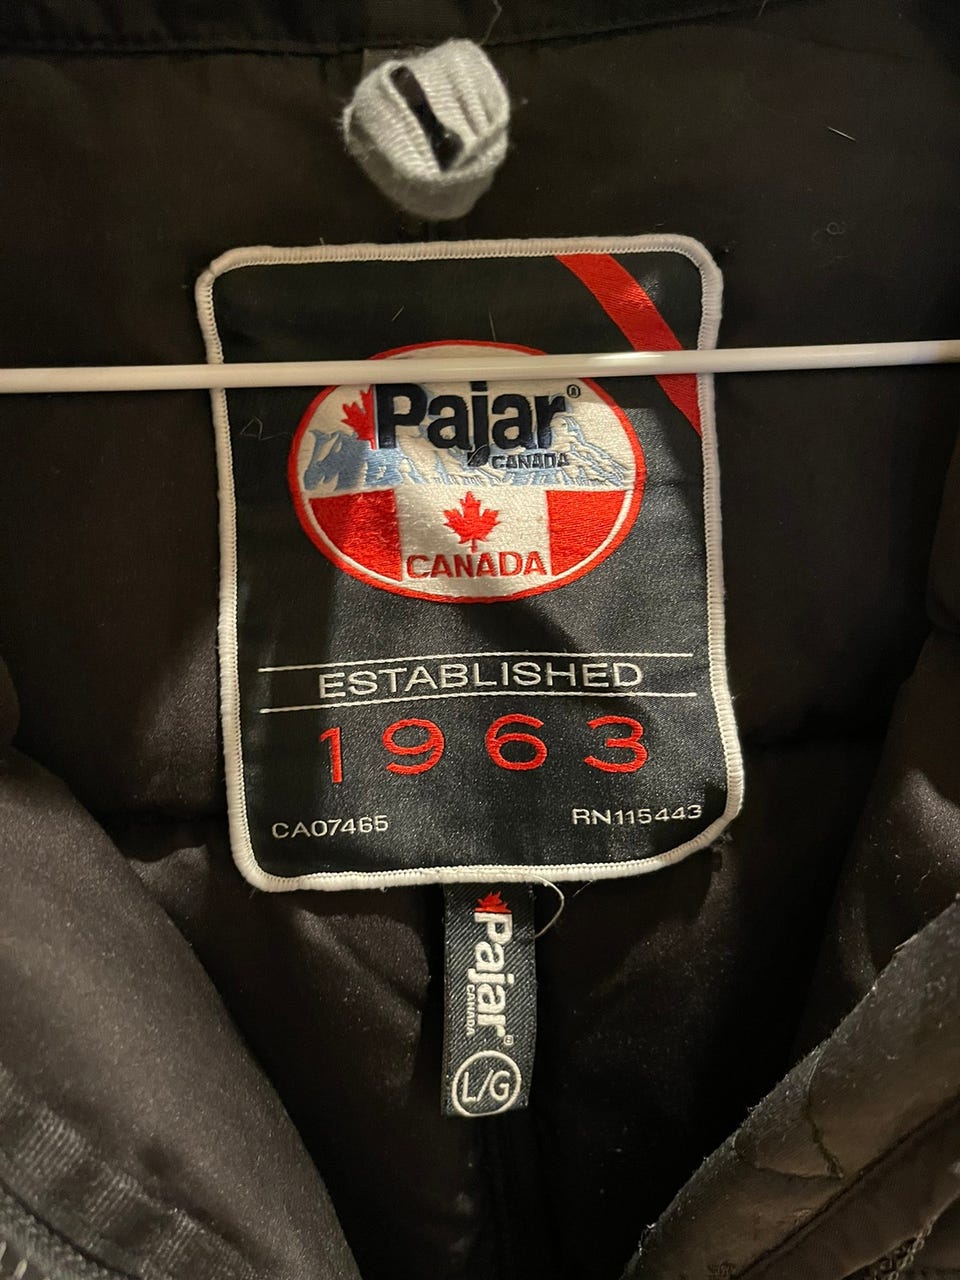 Pajar®
CANADA
CANADA
ESTABLISHED
1963
CA07465
RN115443
Pajar®
CANADA
L/G